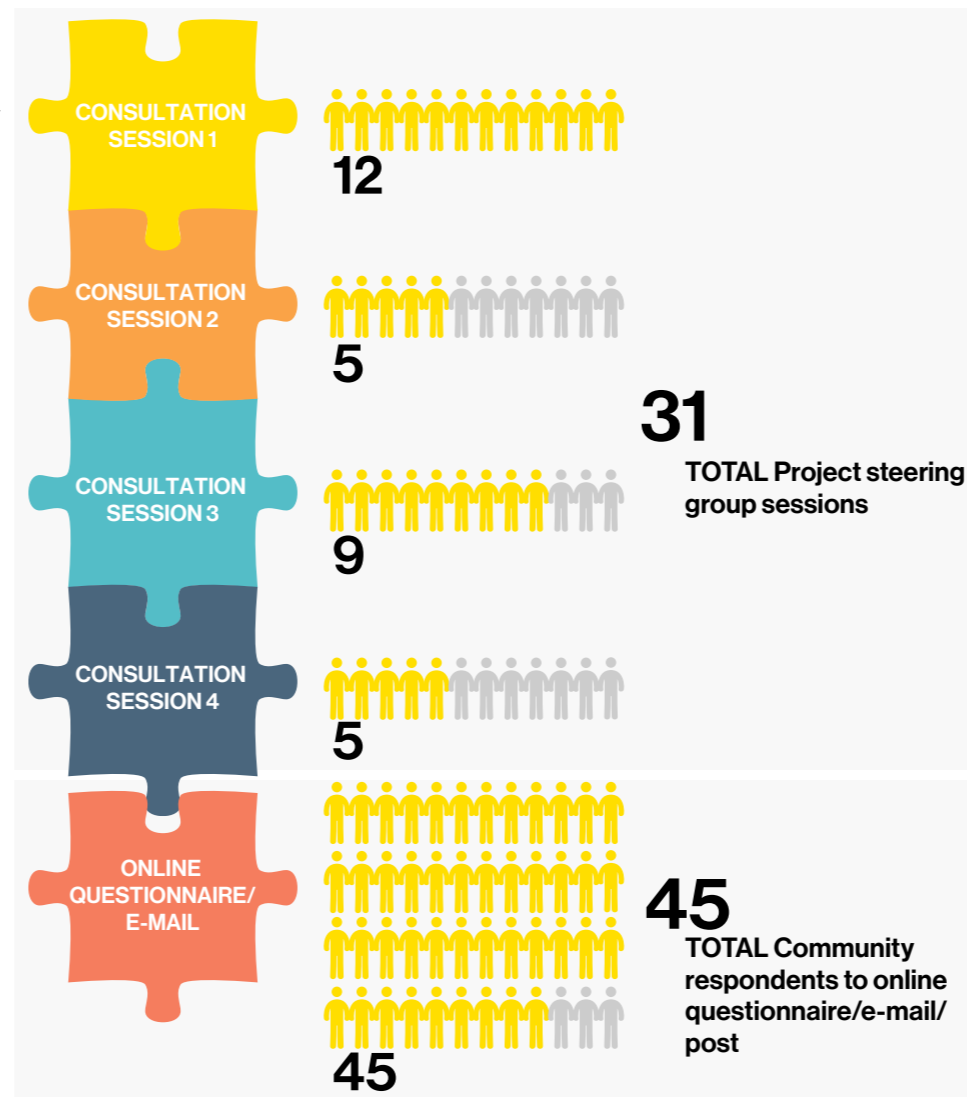 CONSULTATION
SESSION 1
12
CONSULTATION
SESSION 2
5
CONSULTATION
SESSION 3
9
CONSULTATION
SESSION 4
5
31
TOTAL Project steering
group sessions
ONLINE
QUESTIONNAIRE/
E-MAIL
45
45
TOTAL Community
respondents to online
questionnaire/e-mail/
post